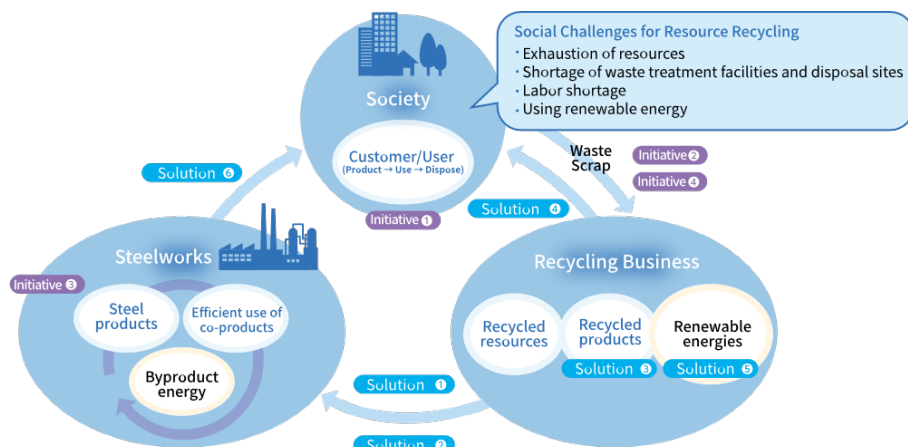 Social Challenges for Resource Recycling
・Exhaustion of resources
・Shortage of waste treatment facilities and disposal sites
・Labor shortage
・Using renewable energy
Society
Customer/User
(Product → Use → Dispose)
Initiative ❶
Waste
Scrap
Initiative ❷
Initiative ❹
Solution ❻
Solution ❹
Steelworks
Initiative ❸
Steel
products
Efficient use of
co-products
Byproduct
energy
Recycling Business
Recycled
resources
Recycled
products
Solution ❸
Renewable
energies
Solution ❺
Solution ❶
Solution ❷